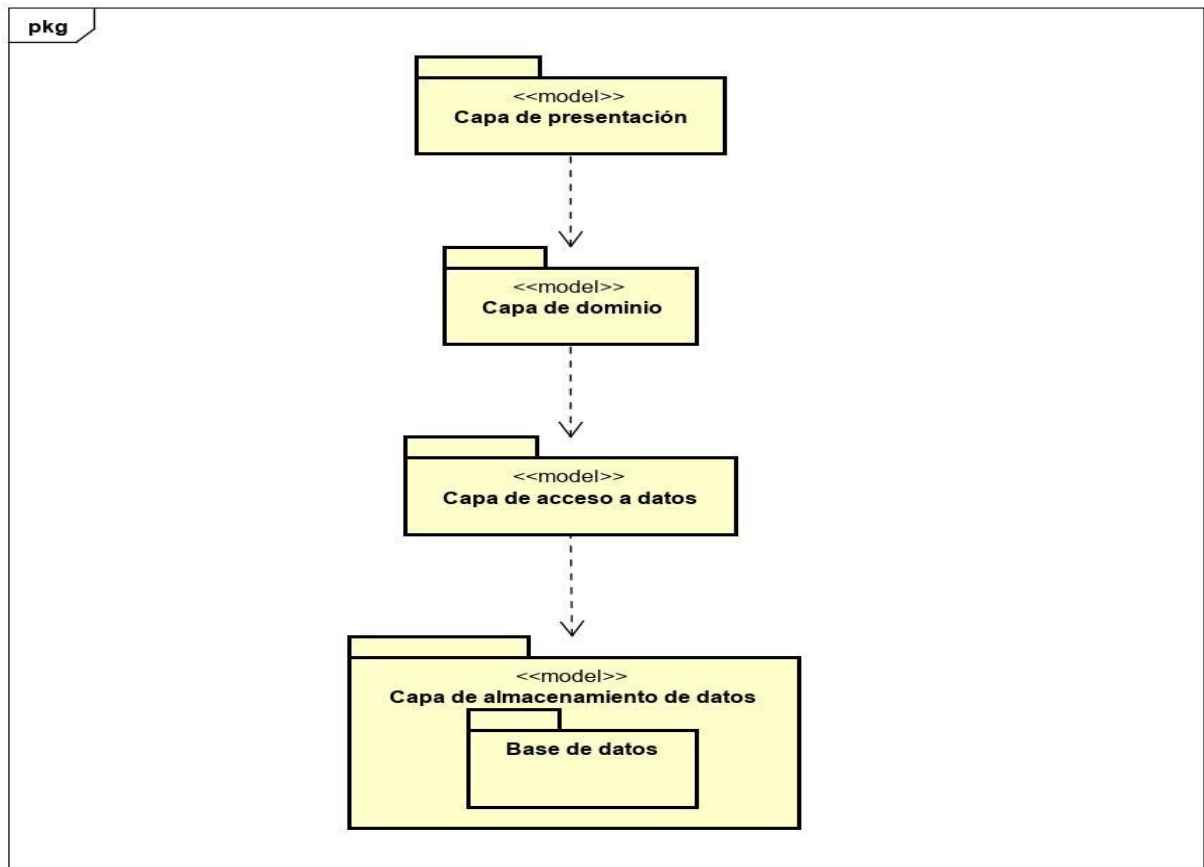 pkg
<<model>>
Capa de presentación
<<model>>
Capa de dominio
<<model>>
Capa de acceso a datos
<<model>>
Capa de almacenamiento de datos
Base de datos